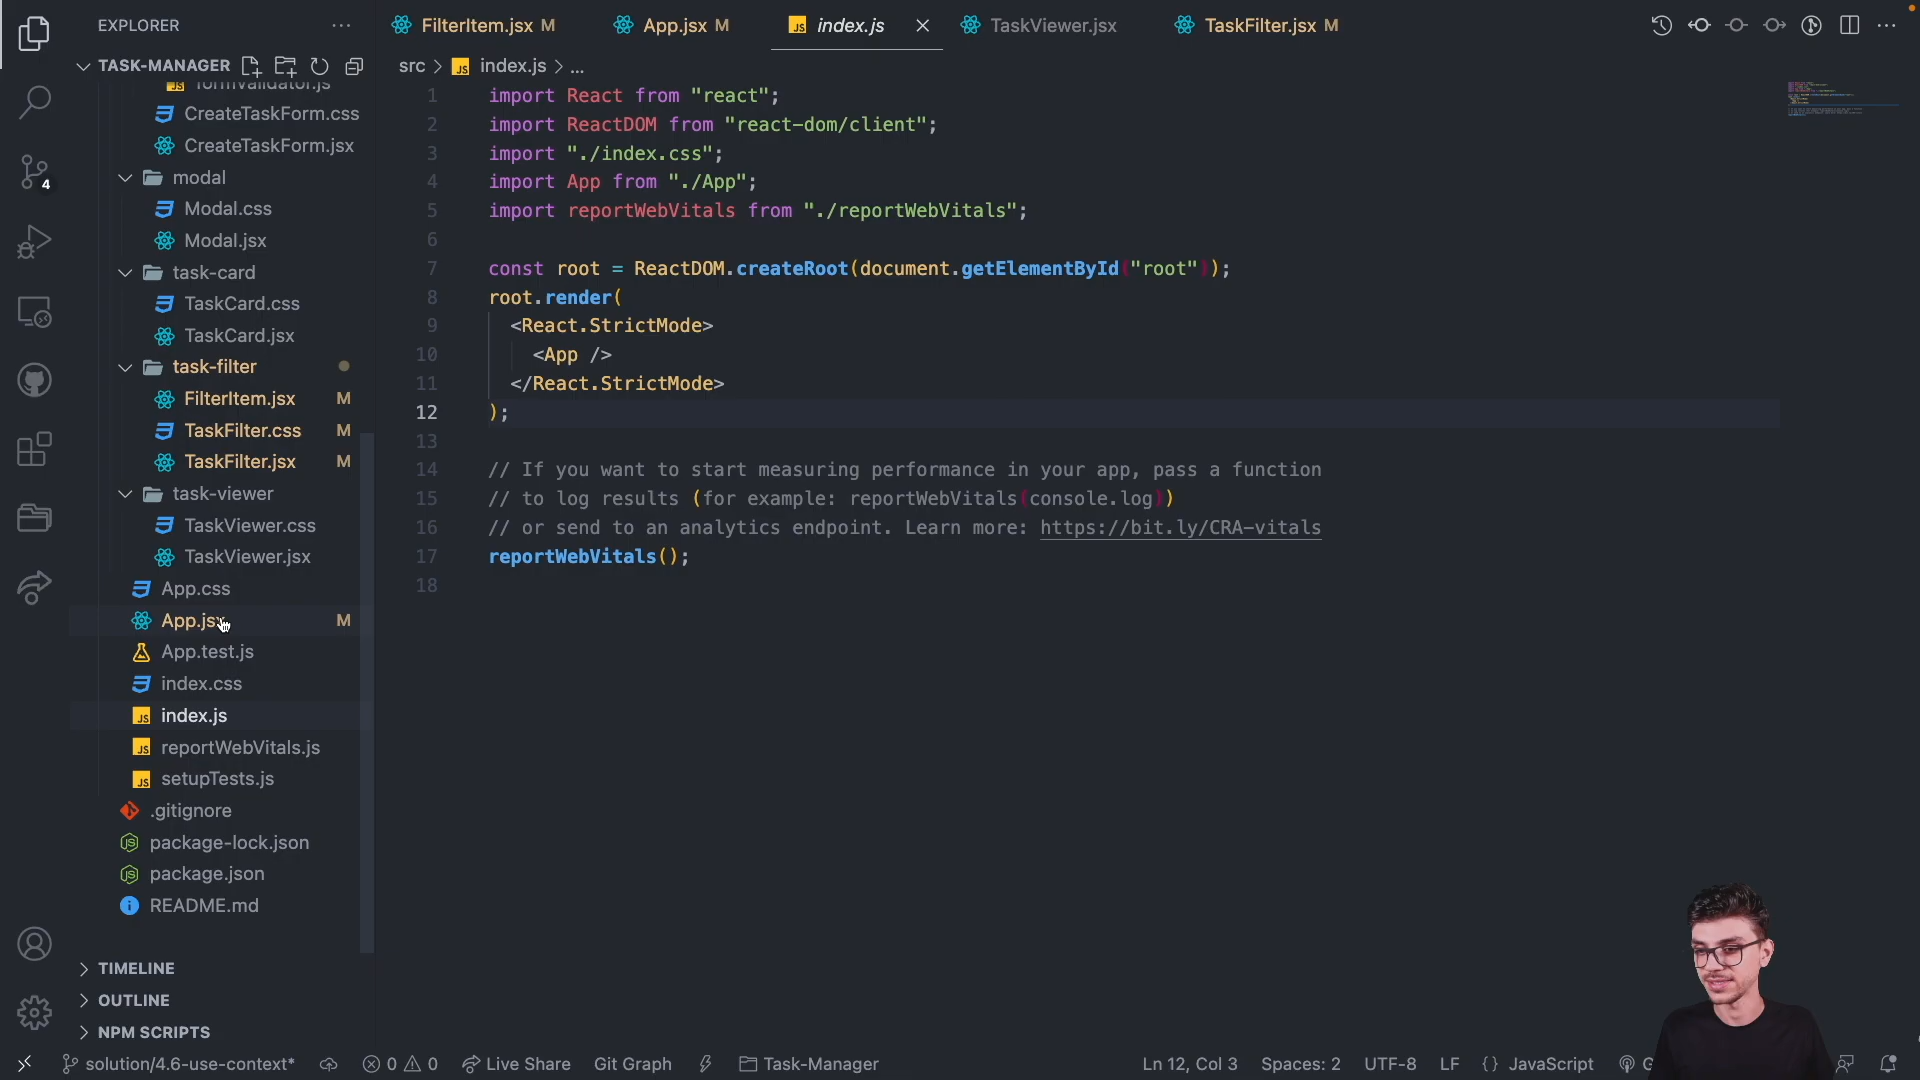 EXPLORER
TASK-MANAGER
formValidator.js
CreateTaskForm.css
CreateTaskForm.jsx
modal
Modal.css
Modal.jsx
task-card
TaskCard.css
TaskCard.jsx
task-filter
FilterItem.jsx M
TaskFilter.css M
TaskFilter.jsx M
task-viewer
TaskViewer.css
TaskViewer.jsx
App.css
App.jsx M
App.test.js
index.css
index.js
reportWebVitals.js
setupTests.js
.gitignore
package-lock.json
package.json
README.md
TIMELINE
OUTLINE
NPM SCRIPTS
4
FilterItem.jsx M App.jsx M JS index.js TaskViewer.jsx TaskFilter.jsx M
src > JS index.js > ...
1 import React from "react";
2 import ReactDOM from "react-dom/client";
3 import "./index.css";
4 import App from "./App";
5 import reportWebVitals from "./reportWebVitals";
6
7 const root = ReactDOM.createRoot(document.getElementById("root"));
8 root.render(
9 <React.StrictMode>
10 <App />
11 </React.StrictMode>
12 );
13
14 // If you want to start measuring performance in your app, pass a function
15 // to log results (for example: reportWebVitals(console.log))
16 // or send to an analytics endpoint. Learn more: https://bit.ly/CRA-vitals
17 reportWebVitals();
18
solution/4.6-use-context* 0 0 Live Share Git Graph Task-Manager Ln 12, Col 3 Spaces: 2 UTF-8 LF {} JavaScript